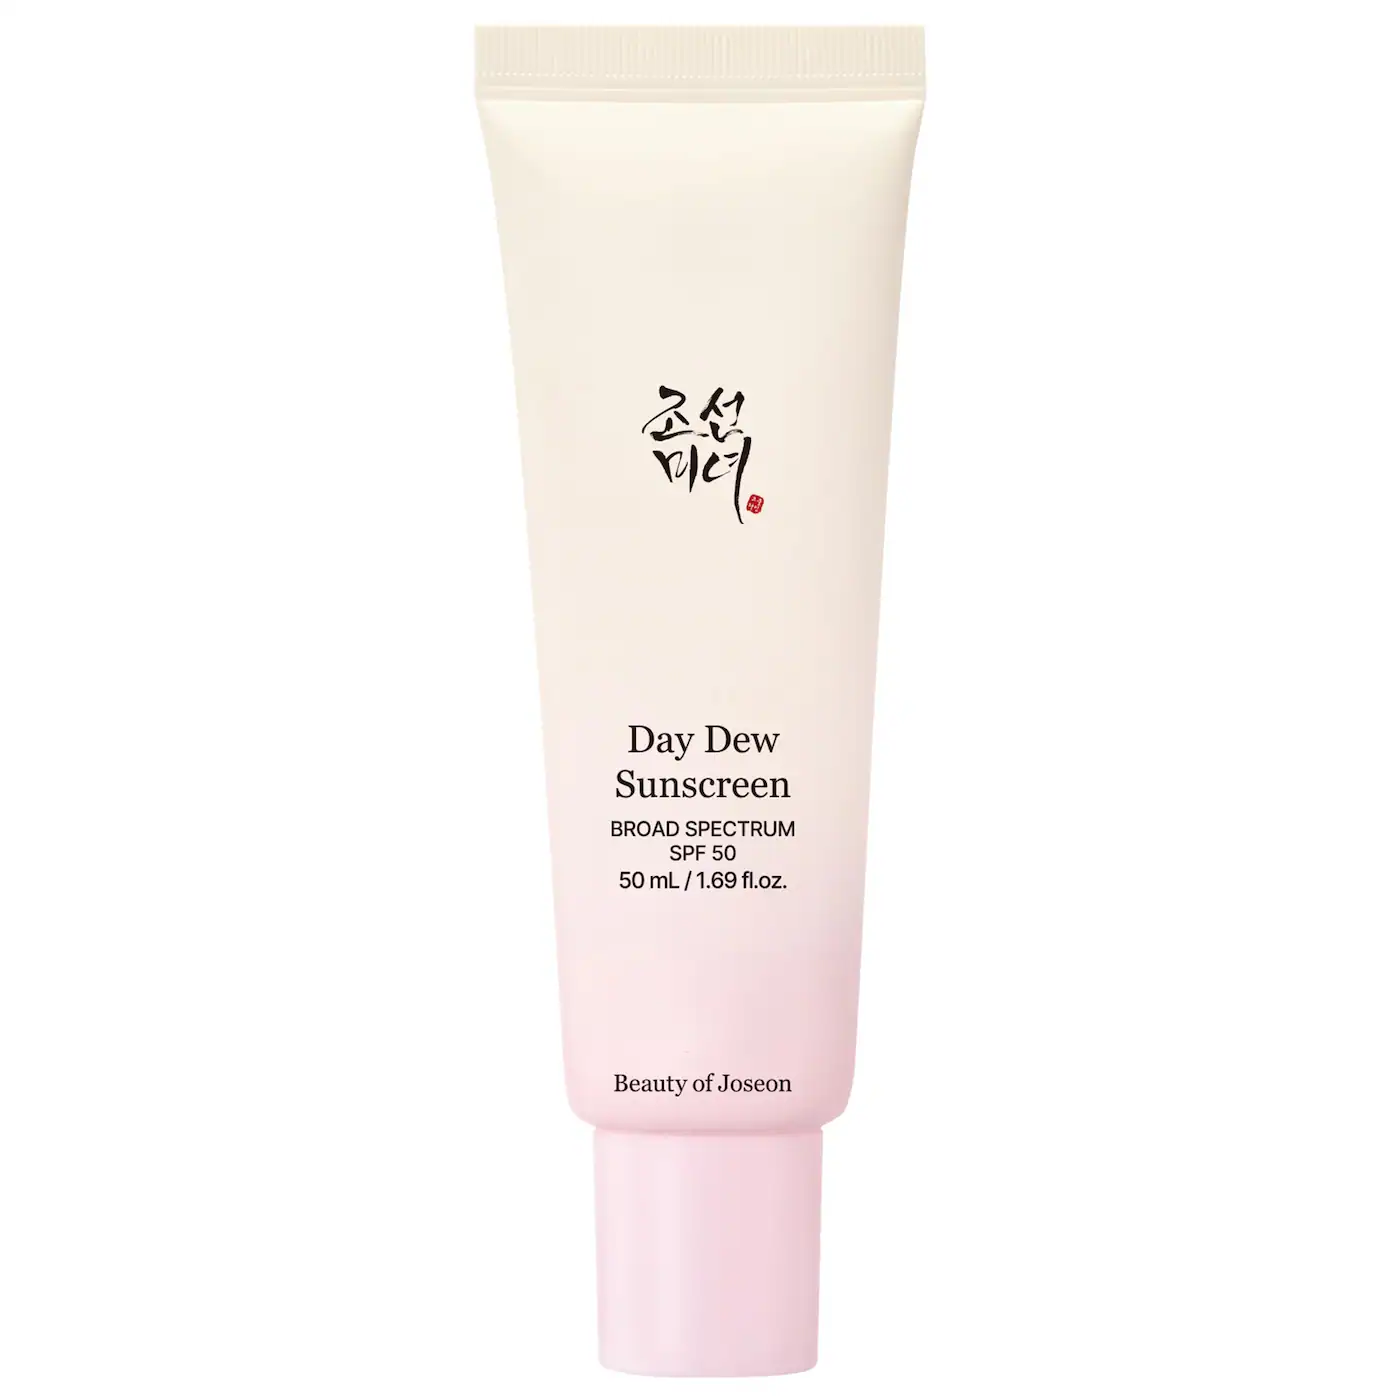 조선
미녀
Day Dew
Sunscreen
BROAD SPECTRUM
SPF 50
50 mL / 1.69 fl.oz.
Beauty of Joseon